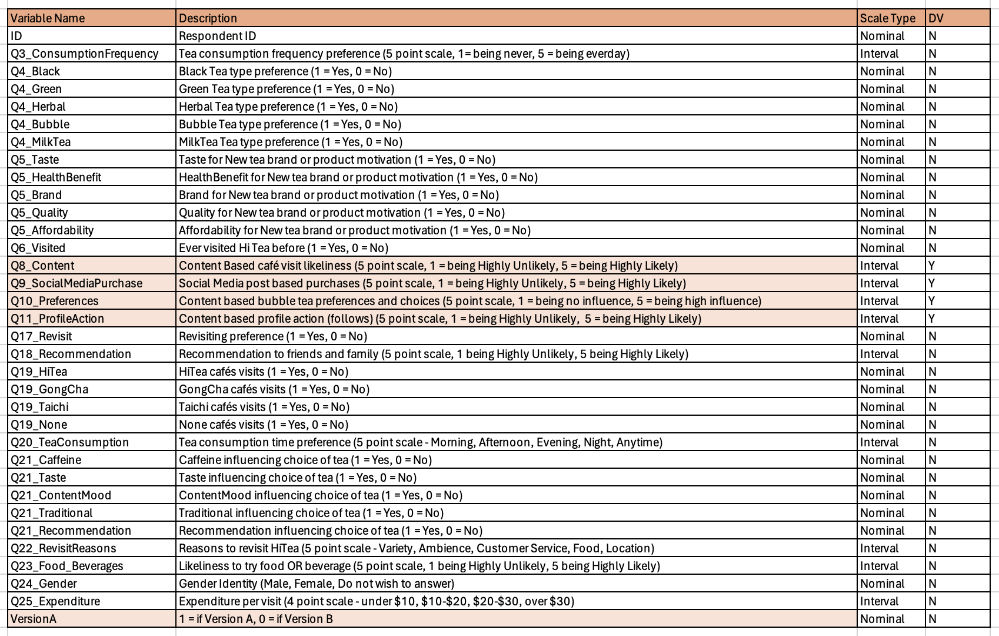 Variable Name Description Scale Type DV
ID Respondent ID Nominal N
Q3_ConsumptionFrequency Tea consumption frequency preference (5 point scale, 1= being never, 5 = being everday) Interval N
Q4_Black Black Tea type preference (1 = Yes, 0 = No) Nominal N
Q4_Green Green Tea type preference (1 = Yes, 0 = No) Nominal N
Q4_Herbal Herbal Tea type preference (1 = Yes, 0 = No) Nominal N
Q4_Bubble Bubble Tea type preference (1 = Yes, 0 = No) Nominal N
Q4_MilkTea MilkTea Tea type preference (1 = Yes, 0 = No) Nominal N
Q5_Taste Taste for New tea brand or product motivation (1 = Yes, 0 = No) Nominal N
Q5_HealthBenefit HealthBenefit for New tea brand or product motivation (1 = Yes, 0 = No) Nominal N
Q5_Brand Brand for New tea brand or product motivation (1 = Yes, 0 = No) Nominal N
Q5_Quality Quality for New tea brand or product motivation (1 = Yes, 0 = No) Nominal N
Q5_Affordability Affordability for New tea brand or product motivation (1 = Yes, 0 = No) Nominal N
Q6_Visited Ever visited Hi Tea before (1 = Yes, 0 = No) Nominal N
Q8_Content Content Based café visit likeliness (5 point scale, 1 = being Highly Unlikely, 5 = being Highly Likely) Interval Y
Q9_SocialMediaPurchase Social Media post based purchases (5 point scale, 1 = being Highly Unlikely, 5 = being Highly Likely) Interval Y
Q10_Preferences Content based bubble tea preferences and choices (5 point scale, 1 = being no influence, 5 = being high influence) Interval Y
Q11_ProfileAction Content based profile action (follows) (5 point scale, 1 = being Highly Unlikely, 5 = being Highly Likely) Interval Y
Q17_Revisit Revisiting preference (1 = Yes, 0 = No) Nominal N
Q18_Recommendation Recommendation to friends and family (5 point scale, 1 being Highly Unlikely, 5 being Highly Likely) Interval N
Q19_HiTea HiTea cafés visits (1 = Yes, 0 = No) Nominal N
Q19_GongCha GongCha cafés visits (1 = Yes, 0 = No) Nominal N
Q19_Taichi Taichi cafés visits (1 = Yes, 0 = No) Nominal N
Q19_None None cafés visits (1 = Yes, 0 = No) Nominal N
Q20_TeaConsumption Tea consumption time preference (5 point scale - Morning, Afternoon, Evening, Night, Anytime) Interval N
Q21_Caffeine Caffeine influencing choice of tea (1 = Yes, 0 = No) Nominal N
Q21_Taste Taste influencing choice of tea (1 = Yes, 0 = No) Nominal N
Q21_ContentMood ContentMood influencing choice of tea (1 = Yes, 0 = No) Nominal N
Q21_Traditional Traditional influencing choice of tea (1 = Yes, 0 = No) Nominal N
Q21_Recommendation Recommendation influencing choice of tea (1 = Yes, 0 = No) Nominal N
Q22_RevisitReasons Reasons to revisit HiTea (5 point scale - Variety, Ambience, Customer Service, Food, Location) Interval N
Q23_Food_Beverages Likeliness to try food OR beverage (5 point scale, 1 being Highly Unlikely, 5 being Highly Likely) Interval N
Q24_Gender Gender Identity (Male, Female, Do not wish to answer) Nominal N
Q25_Expenditure Expenditure per visit (4 point scale - under $10, $10-$20, $20-$30, over $30) Interval N
VersionA 1 = if Version A, 0 = if Version B Nominal N